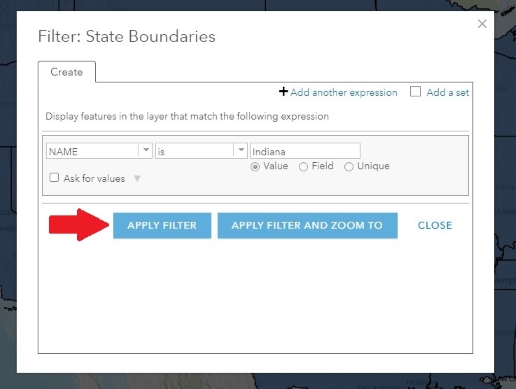 Filter: State Boundaries
Create
Add another expression Add a set
Display features in the layer that match the following expression
NAME is Indiana
Value Field Unique
Ask for values
APPLY FILTER APPLY FILTER AND ZOOM TO CLOSE